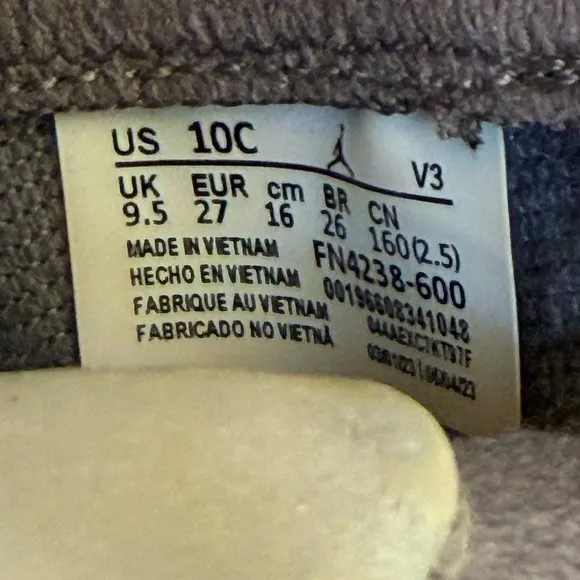 US 10C
V3
UK EUR cm BR CN
9.5 27 16 26 160(2.5)
MADE IN VIETNAM
HECHO EN VIETNAM
FABRIQUE AU VIETNAM
FABRICADO NO VIETNÃ
FN4238-600
00196608341048